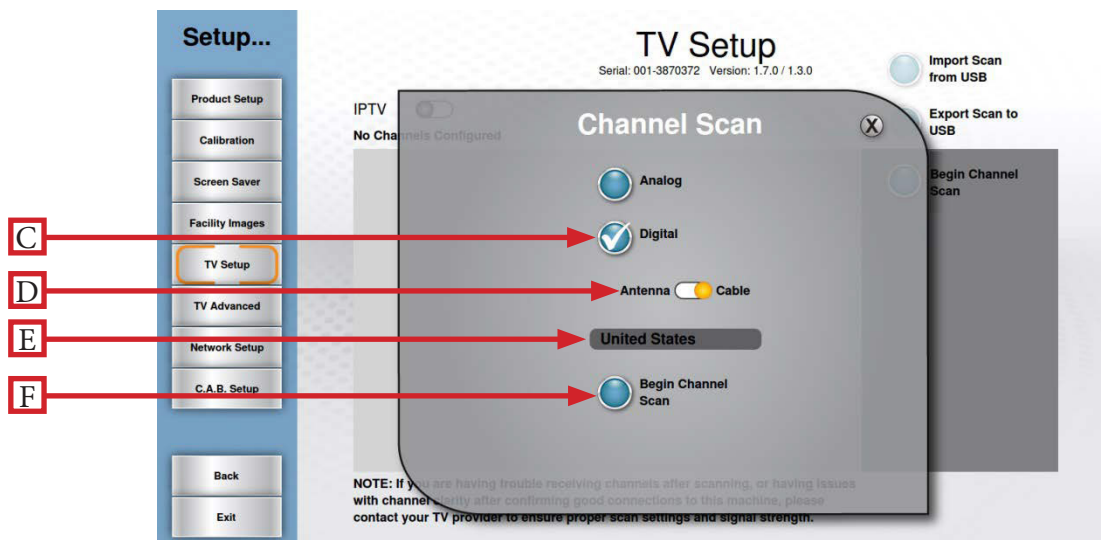 Setup...
Product Setup
Calibration
Screen Saver
Facility Images
TV Setup
TV Advanced
Network Setup
C.A.B. Setup
Back
Exit
TV Setup
Serial: 001-3870372 Version: 1.7.0 / 1.3.0
Import Scan
from USB
Export Scan to
USB
Begin Channel
Scan
IPTV
No Channels Configured
Channel Scan
X
Analog
Digital
Antenna Cable
United States
Begin Channel
Scan
NOTE: If you are having trouble receiving channels after scanning, or having issues
with channel clarity after confirming good connections to this machine, please
contact your TV provider to ensure proper scan settings and signal strength.
C
D
E
F